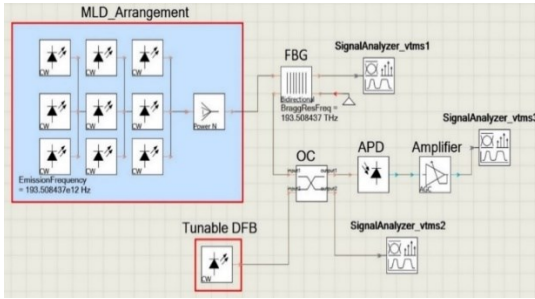 MLD_Arrangement
CW CW CW
CW CW CW
CW CW CW
Power N
EmissionFrequency
= 193.508437e12 Hz
FBG
Bidirectional
BraggResFreq =
193.508437 THz
SignalAnalyzer_vtms1
SignalAnalyzer_vtms3
OC
APD
Amplifier
AGC
Tunable DFB
CW
SignalAnalyzer_vtms2